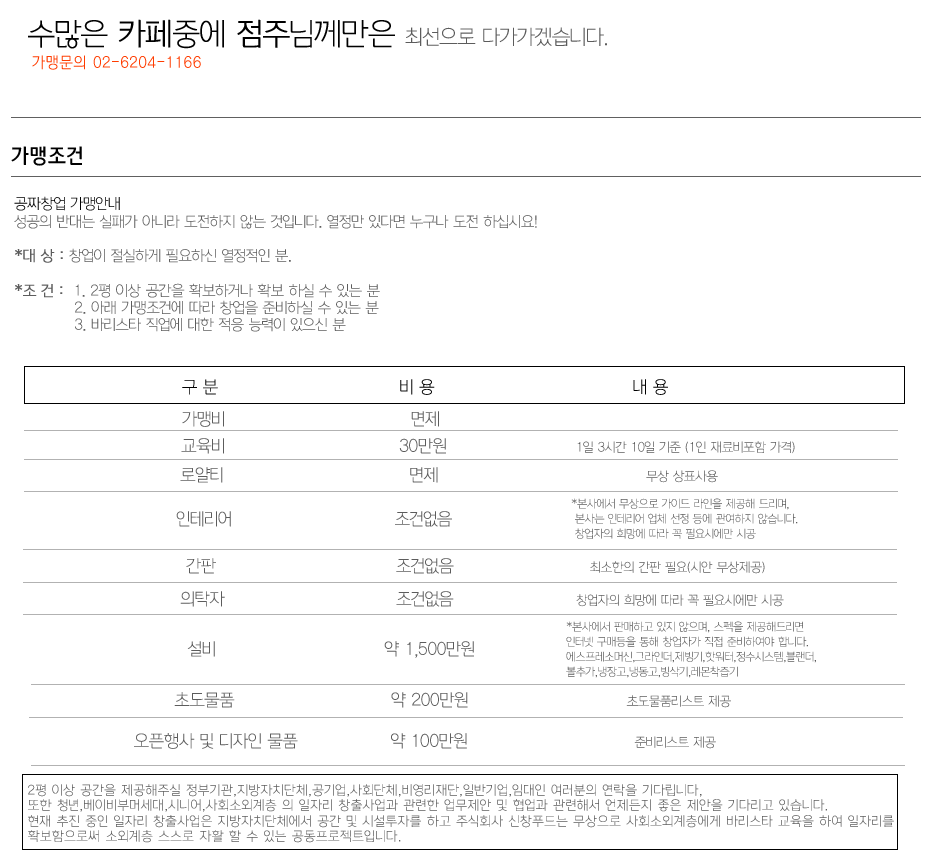 수많은 카페중에 점주님께만은 최선으로 다가가겠습니다.
가맹문의 02-6204-1166
가맹조건
공짜창업 가맹안내
성공의 반대는 실패가 아니라 도전하지 않는 것입니다. 열정만 있다면 누구나 도전 하십시요!
*대 상 : 창업이 절실하게 필요하신 열정적인 분.
*조 건 : 1. 2평 이상 공간을 확보하거나 확보 하실 수 있는 분
2. 아래 가맹조건에 따라 창업을 준비하실 수 있는 분
3. 바리스타 직업에 대한 적응 능력이 있으신 분
구 분 비 용 내 용
가맹비 면제
교육비 30만원 1일 3시간 10일 기준 (1인 재료비포함 가격)
로얄티 면제 무상 상표사용
*본사에서 무상으로 가이드 라인을 제공해 드리며,
인테리어 조건없음 본사는 인테리어 업체 선정 등에 관여하지 않습니다.
창업자의 희망에 따라 꼭 필요시에만 시공
간판 조건없음 최소한의 간판 필요(시안 무상제공)
의탁자 조건없음 창업자의 희망에 따라 꼭 필요시에만 시공
*본사에서 판매하고 있지 않으며, 스펙을 제공해드리면
설비 약 1,500만원 인터넷 구매등을 통해 창업자가 직접 준비하여야 합니다.
에스프레소머신,그라인더,제빙기,핫워터,정수시스템,블랜더,
볼추가,냉장고,냉동고,빙삭기,레몬착즙기
초도물품 약 200만원 초도물품리스트 제공
오픈행사 및 디자인 물품 약 100만원 준비리스트 제공
2평 이상 공간을 제공해주실 정부기관,지방자치단체,공기업,사회단체,비영리재단,일반기업,임대인 여러분의 연락을 기다립니다,
또한 청년,베이비부머세대,시니어,사회소외계층 의 일자리 창출사업과 관련한 업무제안 및 협업과 관련해서 언제든지 좋은 제안을 기다리고 있습니다.
현재 추진 중인 일자리 창출사업은 지방자치단체에서 공간 및 시설투자를 하고 주식회사 신창푸드는 무상으로 사회소외계층에게 바리스타 교육을 하여 일자리를
확보함으로써 소외계층 스스로 자활 할 수 있는 공동프로젝트입니다.